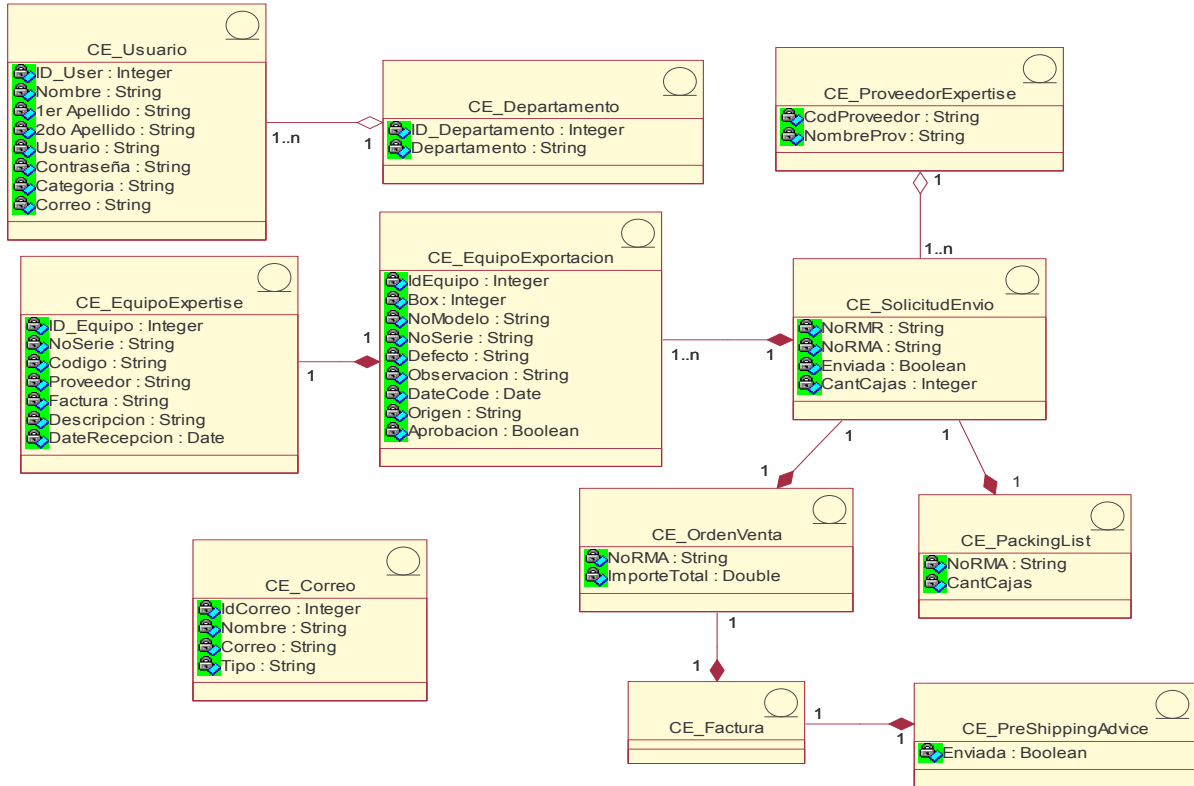 CE_Usuario
ID_User : Integer
Nombre : String
1er Apellido : String
2do Apellido : String
Usuario : String
Contraseña : String
Categoria : String
Correo : String
1..n
1
CE_Departamento
ID_Departamento : Integer
Departamento : String
CE_ProveedorExpertise
CodProveedor : String
NombreProv : String
1
1..n
CE_EquipoExpertise
ID_Equipo : Integer
NoSerie : String
Codigo : String
Proveedor : String
Factura : String
Descripcion : String
DateRecepcion : Date
1
1
CE_EquipoExportacion
IdEquipo : Integer
Box : Integer
NoModelo : String
NoSerie : String
Defecto : String
Observacion : String
DateCode : Date
Origen : String
Aprobacion : Boolean
1..n
1
CE_SolicitudEnvio
NoRMR : String
NoRMA : String
Enviada : Boolean
CantCajas : Integer
1
1
1
1
CE_OrdenVenta
NoRMA : String
ImporteTotal : Double
CE_PackingList
NoRMA : String
CantCajas
CE_Correo
IdCorreo : Integer
Nombre : String
Correo : String
Tipo : String
1
1
CE_Factura
1
1
CE_PreShippingAdvice
Enviada : Boolean